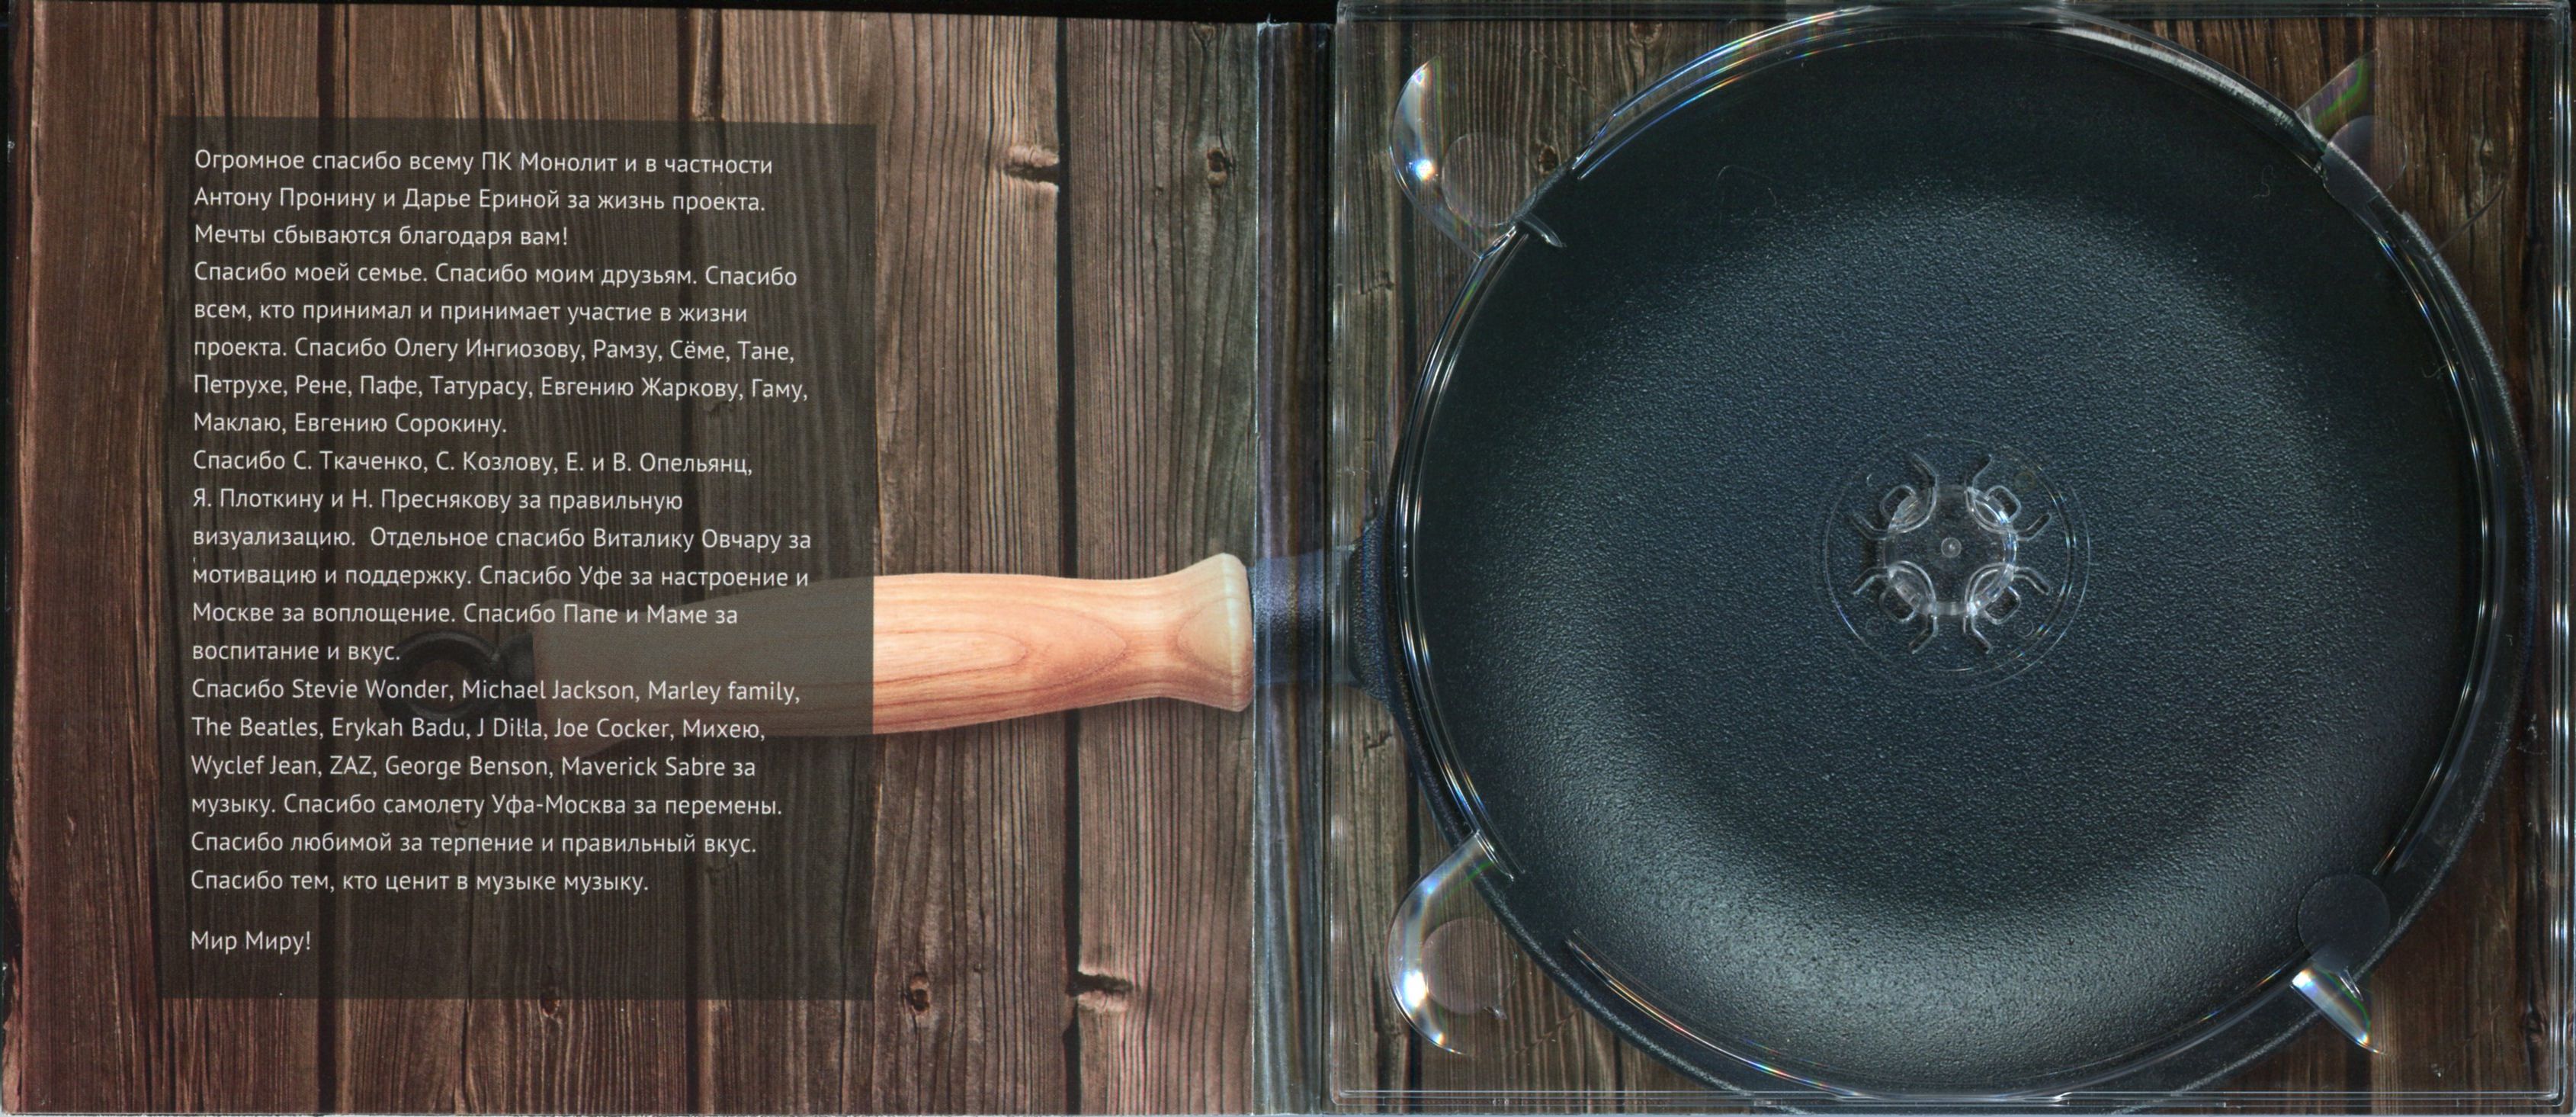 Огромное спасибо всему ПК Монолит и в частности
Антону Пронину и Дарье Ериной за жизнь проекта.
Мечты сбываются благодаря вам!
Спасибо моей семье. Спасибо моим друзьям. Спасибо
всем, кто принимал и принимает участие в жизни
проекта. Спасибо Олегу Ингиозову, Рамзу, Сёме, Тане,
Петрухе, Рене, Пафе, Татурасу, Евгению Жаркову, Гаму,
Маклаю, Евгению Сорокину.
Спасибо С. Ткаченко, С. Козлову, Е. и В. Опельянц,
Я. Плоткину и Н. Преснякову за правильную
визуализацию. Отдельное спасибо Виталику Овчару за
мотивацию и поддержку. Спасибо Уфе за настроение и
Москве за воплощение. Спасибо Папе и Маме за
воспитание и вкус.
Спасибо Stevie Wonder, Michael Jackson, Marley family,
The Beatles, Erykah Badu, J Dilla, Joe Cocker, Михею,
Wyclef Jean, ZAZ, George Benson, Maverick Sabre за
музыку. Спасибо самолету Уфа-Москва за перемены.
Спасибо любимой за терпение и правильный вкус.
Спасибо тем, кто ценит в музыке музыку.
Мир Миру!